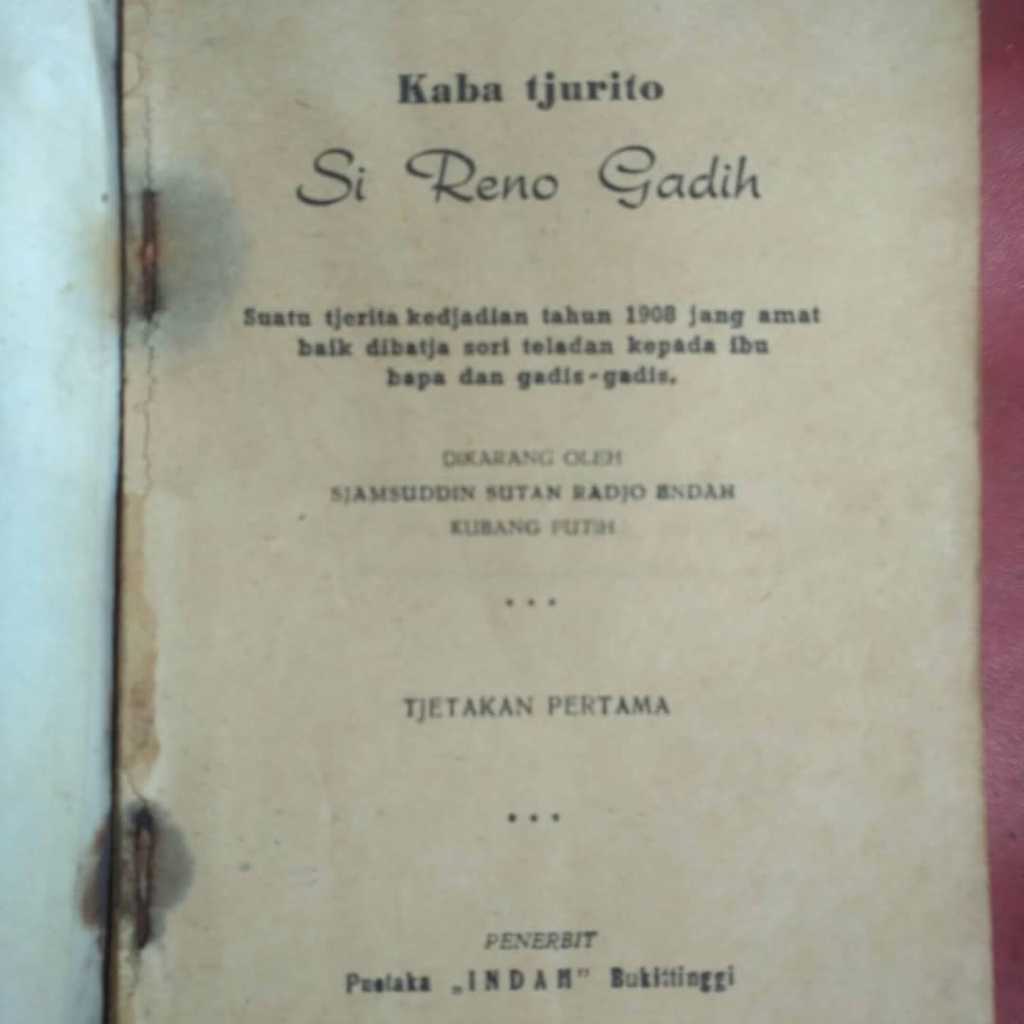 Kaba tjurito
Si Reno Gadih
Suatu tjerita kedjadian tahun 1908 jang amat
baik dibatja sori teladan kepada ibu
bapa dan gadis-gadis.
DIKARANG OLEH
SJAMSUDDIN SUTAN RADJO ENDAH
KUBANG PUTIH
TJETAKAN PERTAMA
PENERBIT
Pustaka „INDAH” Bukittinggi